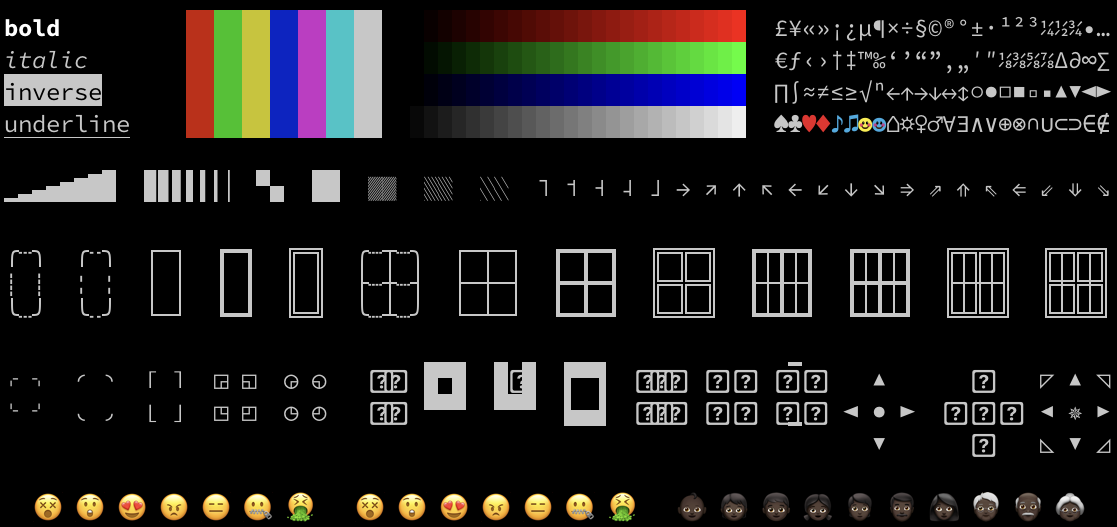 bold
italic
inverse
underline
£¥«»¡¿µ¶×÷§©®°±·¹²³¼½¾•…
€ƒ‹›†‡™‰‘’“”‚„′″⅛⅜⅝⅞∆∂∞∑
∏∫≈≠≤≥√ⁿ←↑→↓↔↕○●□■▫▪▲▼◀▶
♠♣♥♦♪♫☺☻⌂☼♀♂∀∃∧∨⊕⊗∩∪⊂⊃∈∉
→ ↗ ↑ ↖ ← ↙ ↓ ↘ ⇒ ⇗ ⇑ ⇖ ⇐ ⇙ ⇓ ⇘